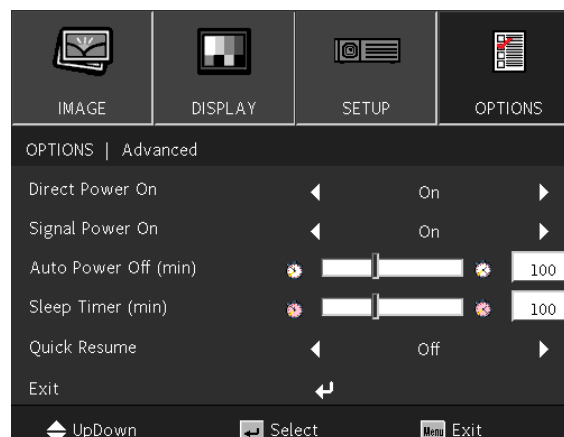 IMAGE DISPLAY SETUP OPTIONS
OPTIONS | Advanced
Direct Power On On
Signal Power On On
Auto Power Off (min) 100
Sleep Timer (min) 100
Quick Resume Off
Exit
UpDown Select Menu Exit